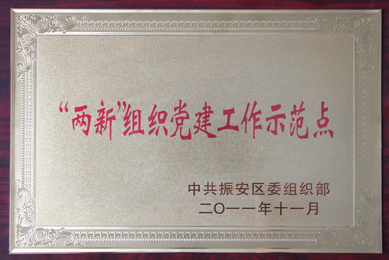 “两新”组织党建工作示范点
中共振安区委组织部
二〇一一年十一月